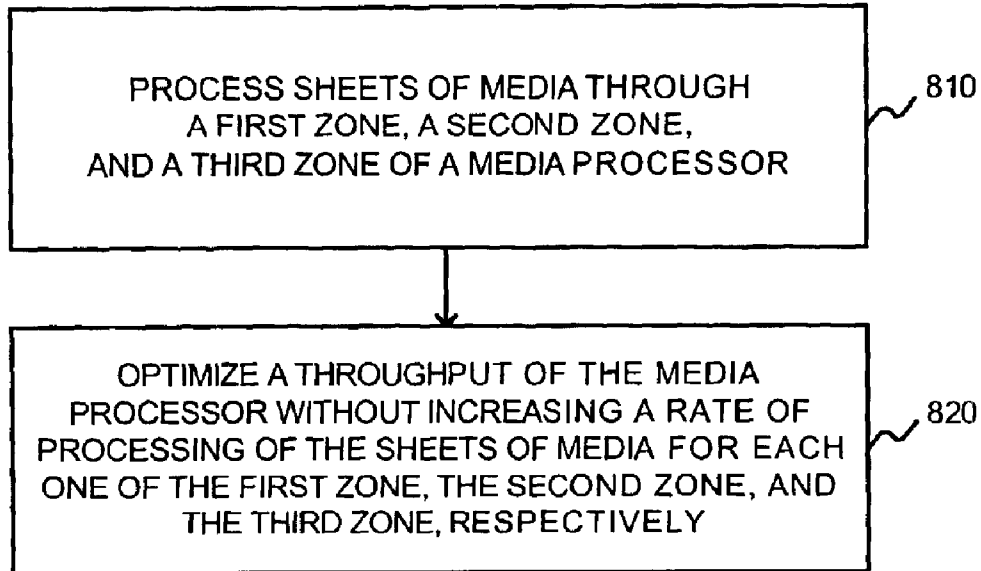 PROCESS SHEETS OF MEDIA THROUGH
A FIRST ZONE, A SECOND ZONE,
AND A THIRD ZONE OF A MEDIA PROCESSOR
810
OPTIMIZE A THROUGHPUT OF THE MEDIA
PROCESSOR WITHOUT INCREASING A RATE OF
PROCESSING OF THE SHEETS OF MEDIA FOR EACH
ONE OF THE FIRST ZONE, THE SECOND ZONE, AND
THE THIRD ZONE, RESPECTIVELY
820